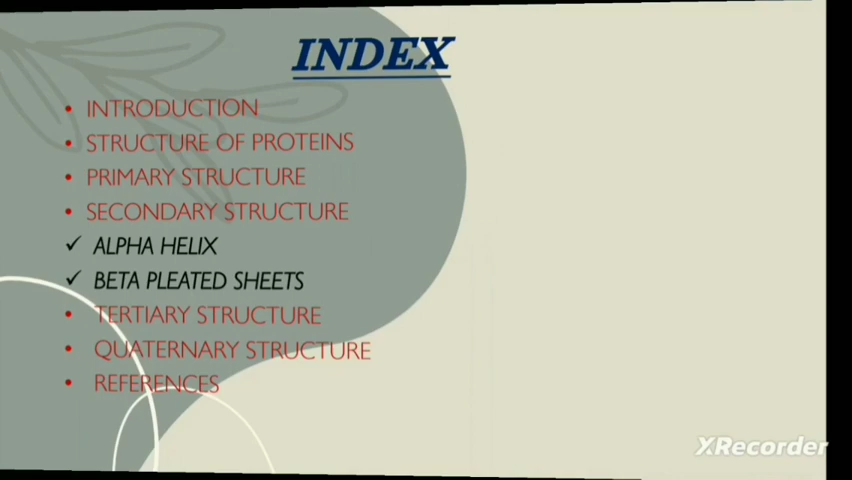 INDEX
• INTRODUCTION
• STRUCTURE OF PROTEINS
• PRIMARY STRUCTURE
• SECONDARY STRUCTURE
✓ ALPHA HELIX
✓ BETA PLEATED SHEETS
• TERTIARY STRUCTURE
• QUATERNARY STRUCTURE
• REFERENCES
XRecorder